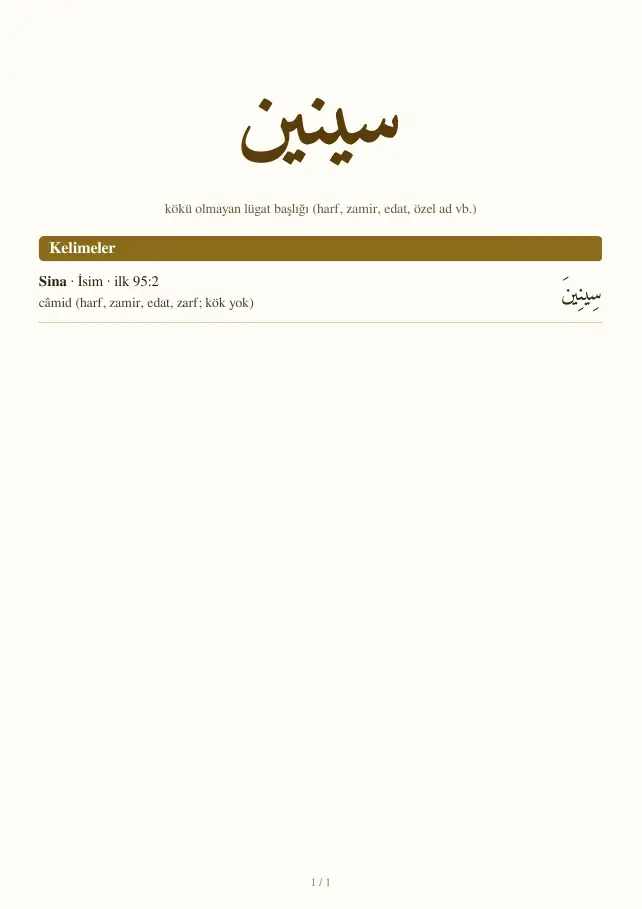 سينين
kökü olmayan lügat başlığı (harf, zamir, edat, özel ad vb.)
Kelimeler
Sina · İsim · ilk 95:2
سِينِينَ
câmid (harf, zamir, edat, zarf; kök yok)
1 / 1